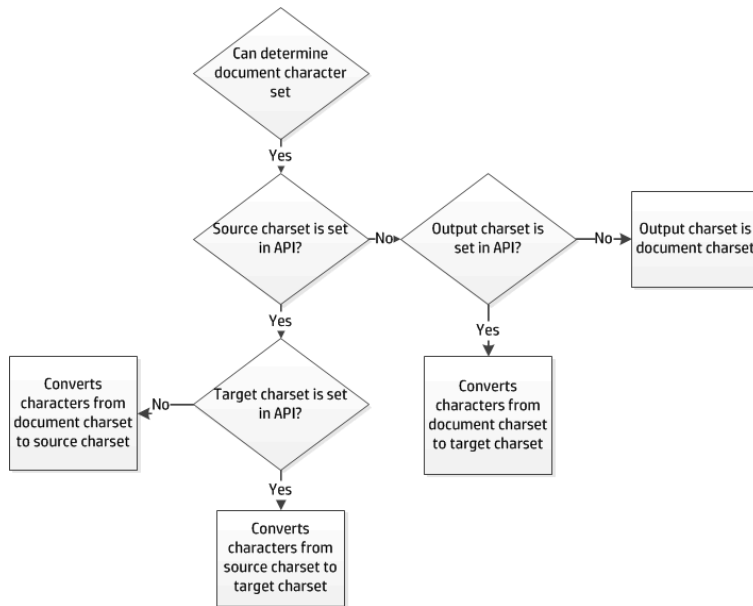 Can determine
document character
set
Yes
Source charset is set
in API?
No
Output charset is
set in API?
No
Output charset is
document charset
Yes
Yes
Converts
characters from
document charset
to source charset
No
Target charset is set
in API?
Converts
characters from
document charset
to target charset
Yes
Converts
characters from
source charset to
target charset